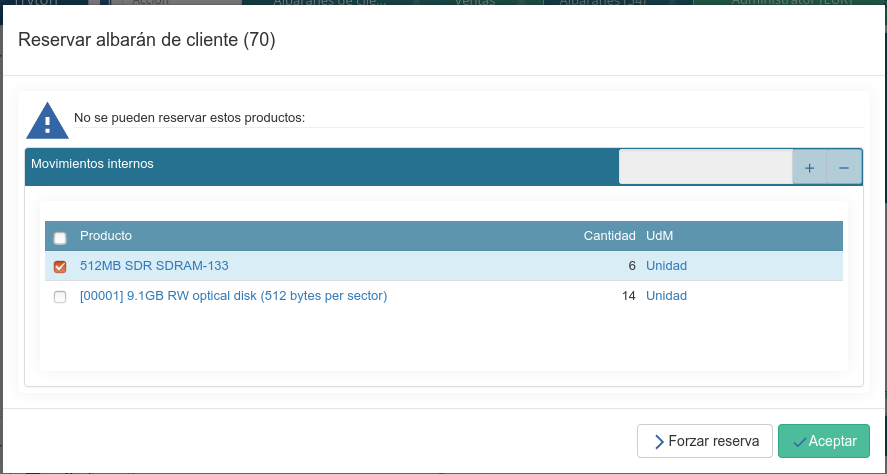 Reservar albarán de cliente (70)
No se pueden reservar estos productos:
Movimientos internos
Producto Cantidad UdM
512MB SDR SDRAM-133 6 Unidad
[00001] 9.1GB RW optical disk (512 bytes per sector) 14 Unidad
Forzar reserva Aceptar